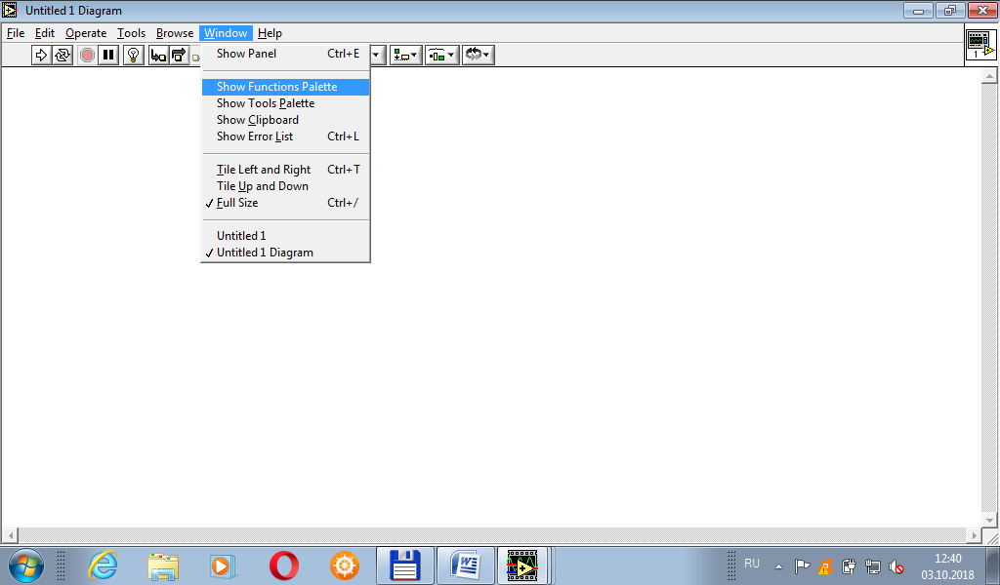 Untitled 1 Diagram
File Edit Operate Tools Browse Window Help
Show Panel Ctrl+E
Show Functions Palette
Show Tools Palette
Show Clipboard
Show Error List Ctrl+L
Tile Left and Right Ctrl+T
Tile Up and Down
✓ Full Size Ctrl+/
Untitled 1
✓ Untitled 1 Diagram
1
RU
12:40
03.10.2018